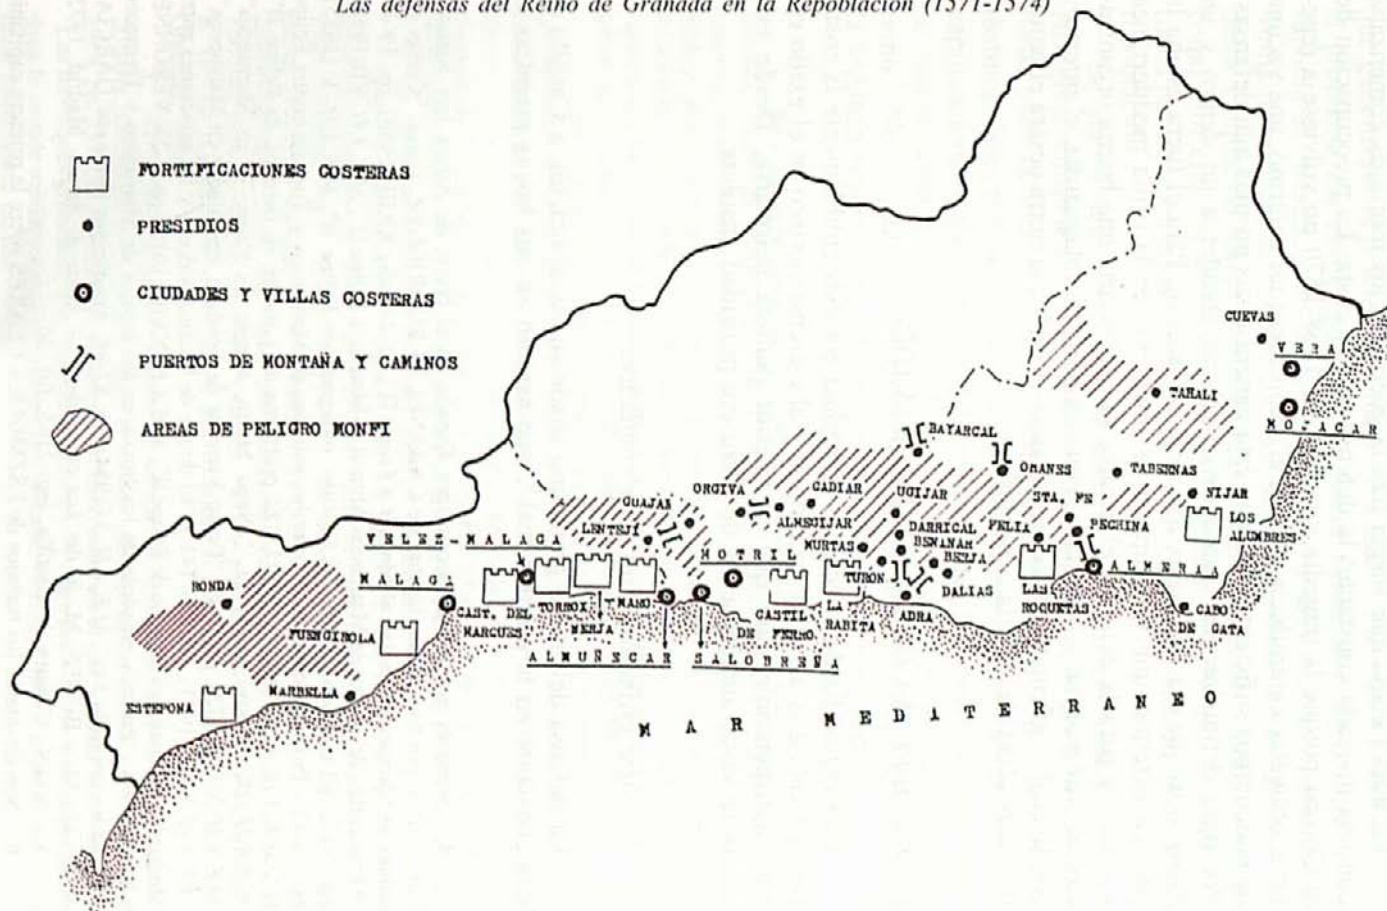 Las defensas del Reino de Granada en la Repoblación (1571-1574)
FORTIFICACIONES COSTERAS
PRESIDIOS
CIUDADES Y VILLAS COSTERAS
PUERTOS DE MONTAÑA Y CAMINOS
AREAS DE PELIGRO MONFI
CUEVAS
VERA
TAHALI
MOJACAR
BAYARCAL
OHANES
TABERNAS
NIJAR
ORGIVA
CADIAR
UGIJAR
STA. FE
GUAJAR
ALMEGIJAR
DARRICAL
FELIX
PECHINA
LOS
ALUMBRES
LENTEJÍ
MURTAS
BENANAR
BERJA
VELEZ-MALAGA
MOTRIL
TURON
DALIAS
ALMERIA
MALAGA
RONDA
CAST. DEL
MARQUES
TORROX
NERJA
MARO
CASTIL
DE FERRO
LA
RABITA
ADRA
LAS
ROQUETAS
CABO
DE GATA
FUENGIROLA
ALMUÑECAR
SALOBREÑA
MARBELLA
ESTEPONA
MAR MEDITERRANEO